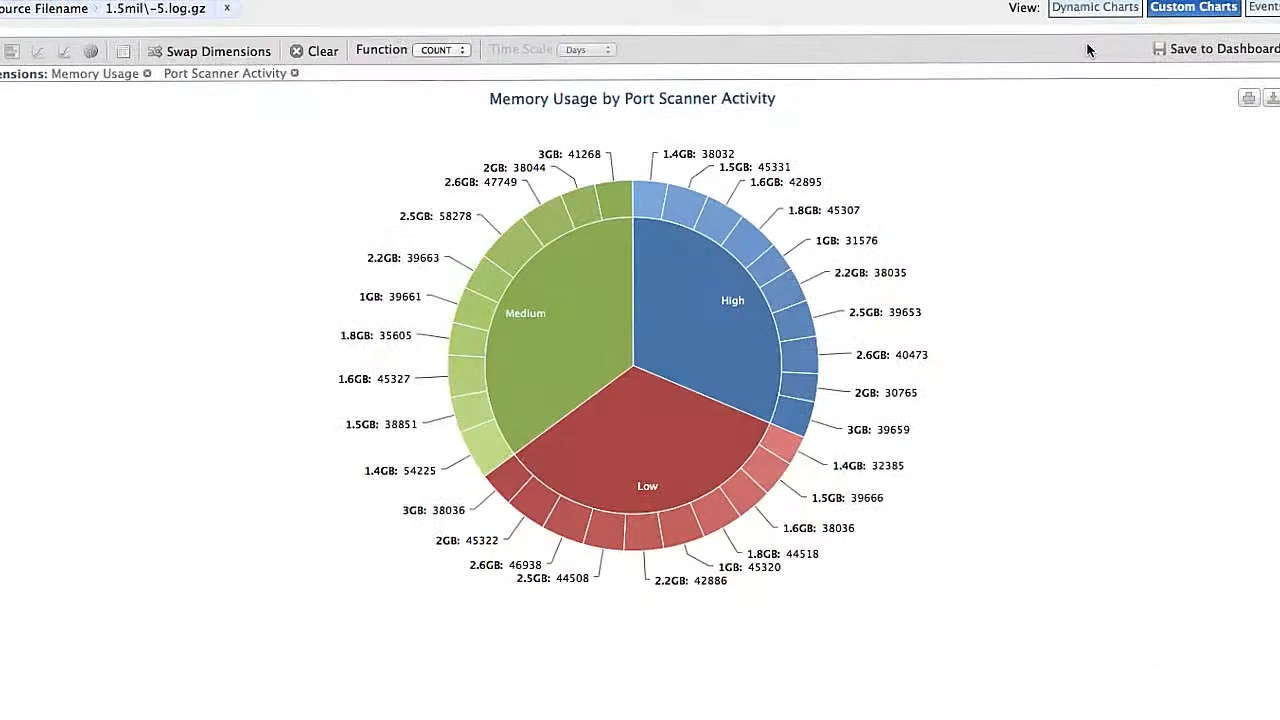 ource Filename > 1.5mil\-5.log.gz x
View: Dynamic Charts Custom Charts Event
Swap Dimensions Clear Function COUNT Time Scale Days Save to Dashboard
ensions: Memory Usage Port Scanner Activity
Memory Usage by Port Scanner Activity
3GB: 41268
2GB: 38044
2.6GB: 47749
2.5GB: 58278
2.2GB: 39663
1GB: 39661
1.8GB: 35605
1.6GB: 45327
1.5GB: 38851
1.4GB: 54225
Medium
1.4GB: 38032
1.5GB: 45331
1.6GB: 42895
1.8GB: 45307
1GB: 31576
2.2GB: 38035
2.5GB: 39653
2.6GB: 40473
2GB: 30765
3GB: 39659
High
1.4GB: 32385
1.5GB: 39666
1.6GB: 38036
1.8GB: 44518
1GB: 45320
2.2GB: 42886
2.5GB: 44508
2.6GB: 46938
2GB: 45322
3GB: 38036
Low